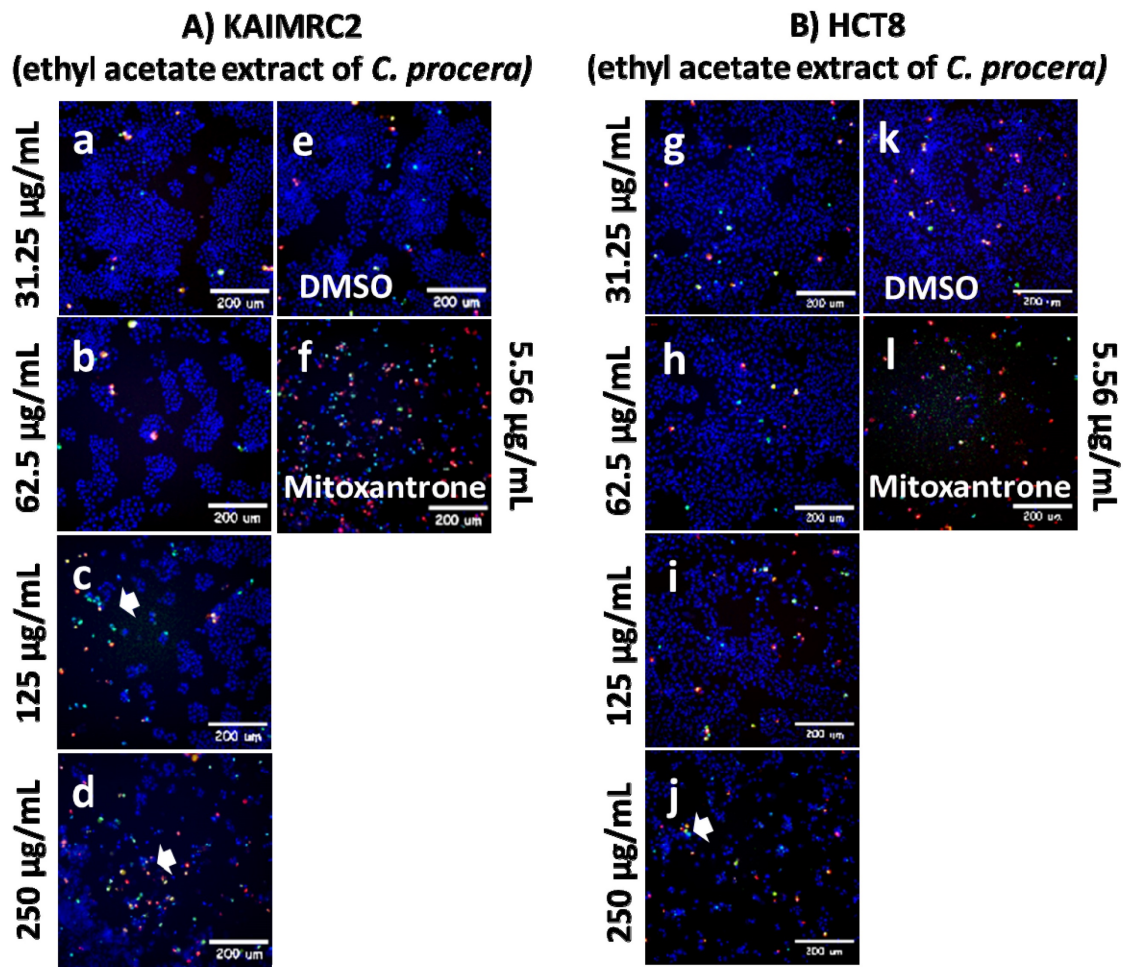 A) KAIMRC2
(ethyl acetate extract of C. procera)
B) HCT8
(ethyl acetate extract of C. procera)
31.25 µg/mL
a
200 um
e
DMSO
200 um
62.5 µg/mL
b
200 um
f
Mitoxantrone
200 um
5.56 µg/mL
125 µg/mL
c
200 um
250 µg/mL
d
200 um
31.25 µg/mL
g
200 um
k
DMSO
200
62.5 µg/mL
h
200 um
l
Mitoxantrone
200 um
5.56 µg/mL
125 µg/mL
i
200 um
250 µg/mL
j
200 um